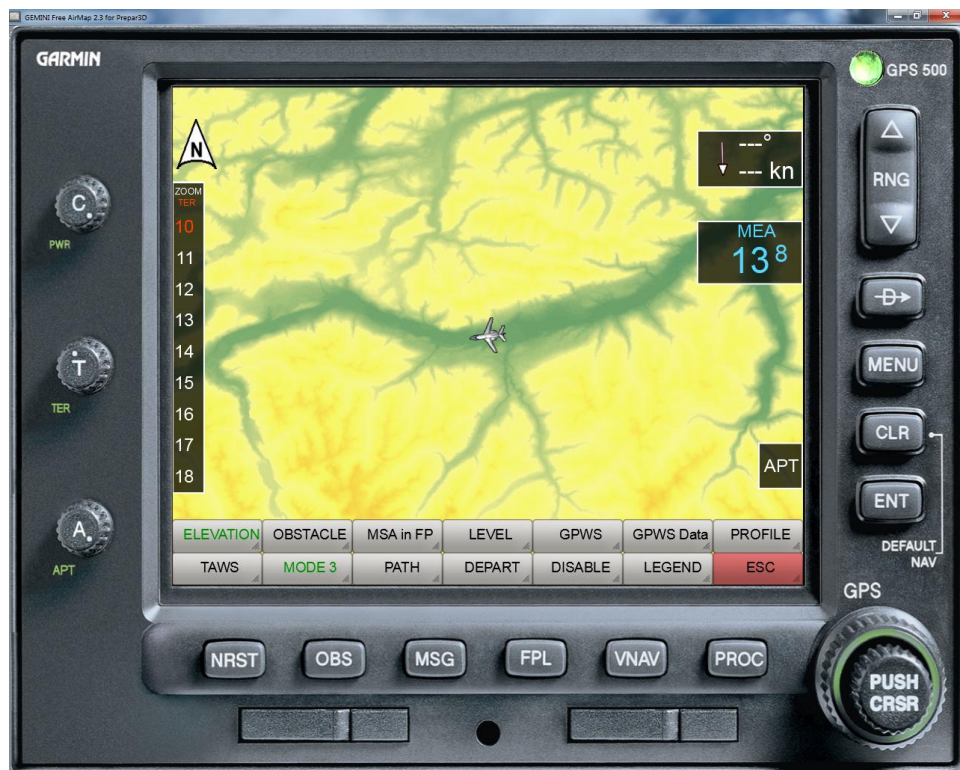 GEMINI Free AirMap 2.3 for Prepar3D
GARMIN
GPS 500
N
---°
--- kn
RNG
C
PWR
ZOOM
TER
10
11
12
13
14
15
16
17
18
MEA
13 8
D
MENU
T
TER
CLR
APT
ENT
A
APT
DEFAULT
NAV
ELEVATION OBSTACLE MSA in FP LEVEL GPWS GPWS Data PROFILE
TAWS MODE 3 PATH DEPART DISABLE LEGEND ESC
GPS
NRST OBS MSG FPL VNAV PROC
PUSH
CRSR